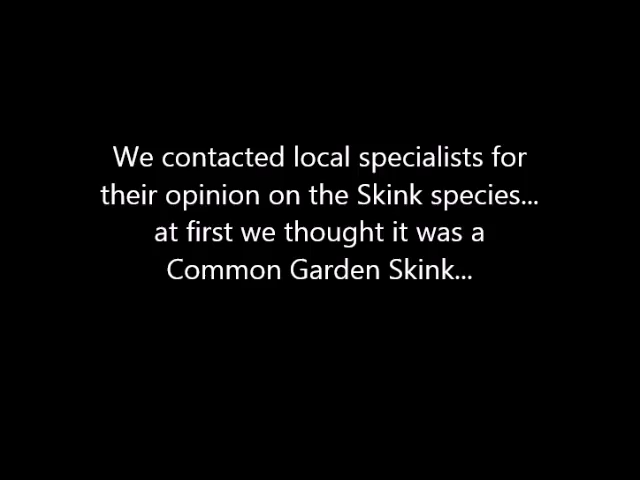 We contacted local specialists for
their opinion on the Skink species...
at first we thought it was a
Common Garden Skink...